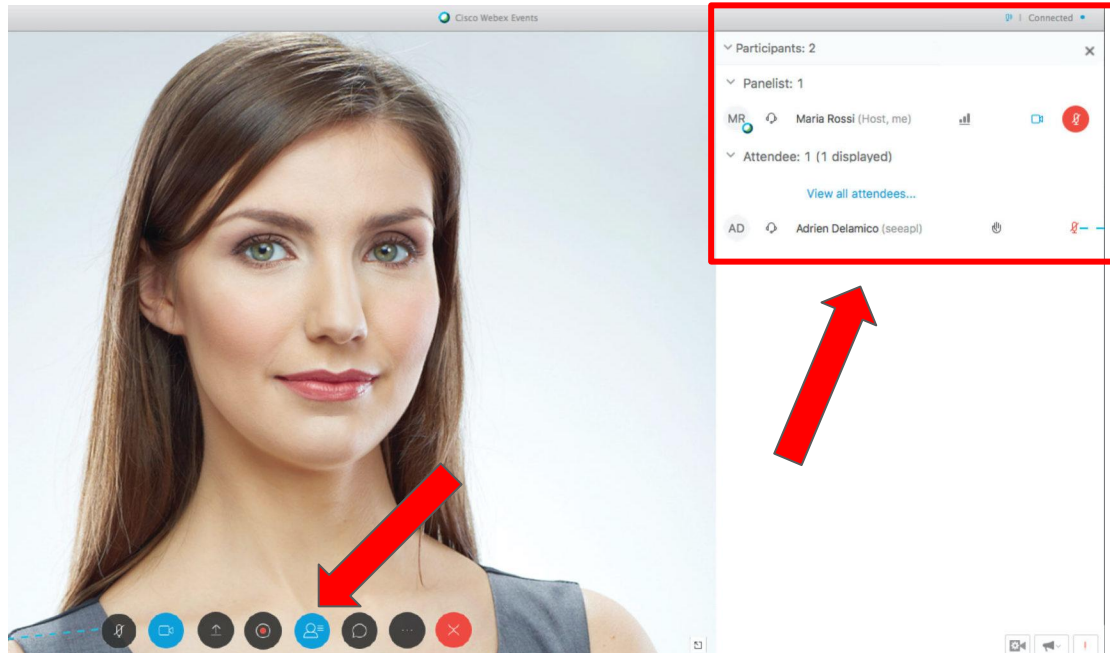 Cisco Webex Events
Connected
Participants: 2
Panelist: 1
MR Maria Rossi (Host, me)
Attendee: 1 (1 displayed)
View all attendees...
AD Adrien Delamico (seeapl)